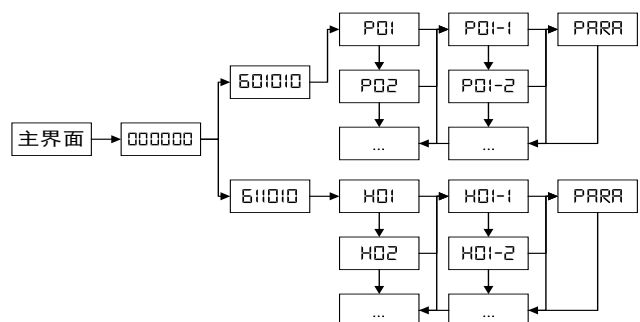 P01 P01-1 PARA
601010
P02 P01-2
主界面 000000 ... ...
611010 H01 H01-1 PARA
H02 H01-2
... ...